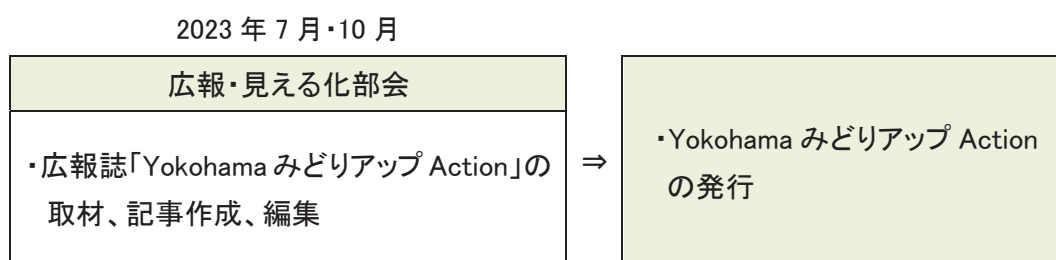 2023 年 7 月・10 月
広報・見える化部会
・広報誌「Yokohama みどりアップ Action」の
取材、記事作成、編集
⇒
・Yokohama みどりアップ Action
の発行